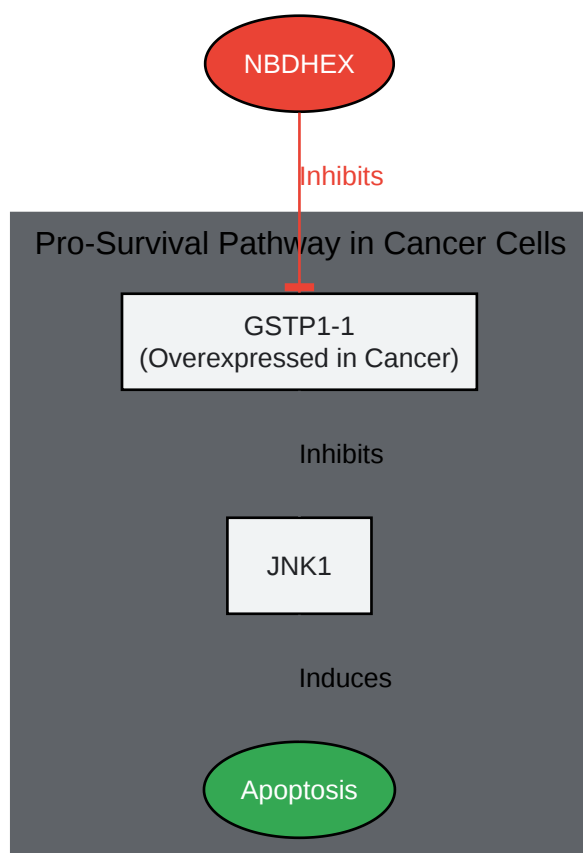 NBDHEX
Inhibits
Pro-Survival Pathway in Cancer Cells
GSTP1-1
(Overexpressed in Cancer)
Inhibits
JNK1
Induces
Apoptosis